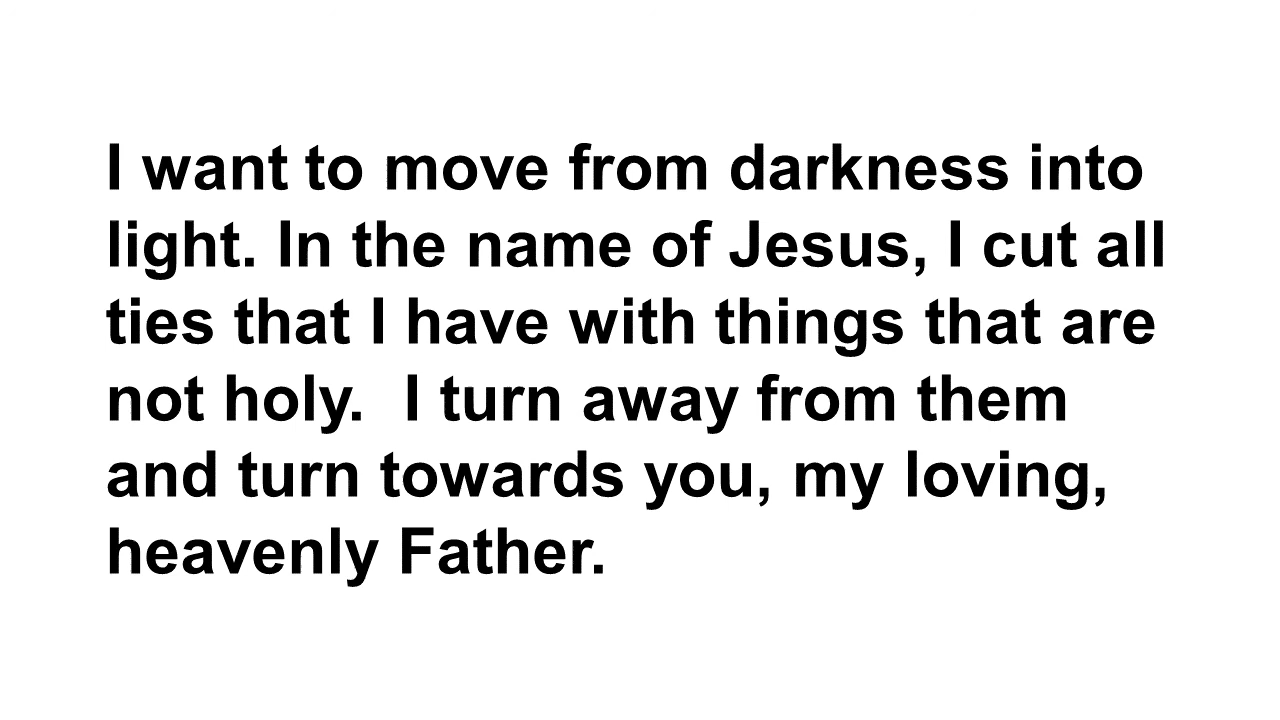 I want to move from darkness into
light. In the name of Jesus, I cut all
ties that I have with things that are
not holy.  I turn away from them
and turn towards you, my loving,
heavenly Father.